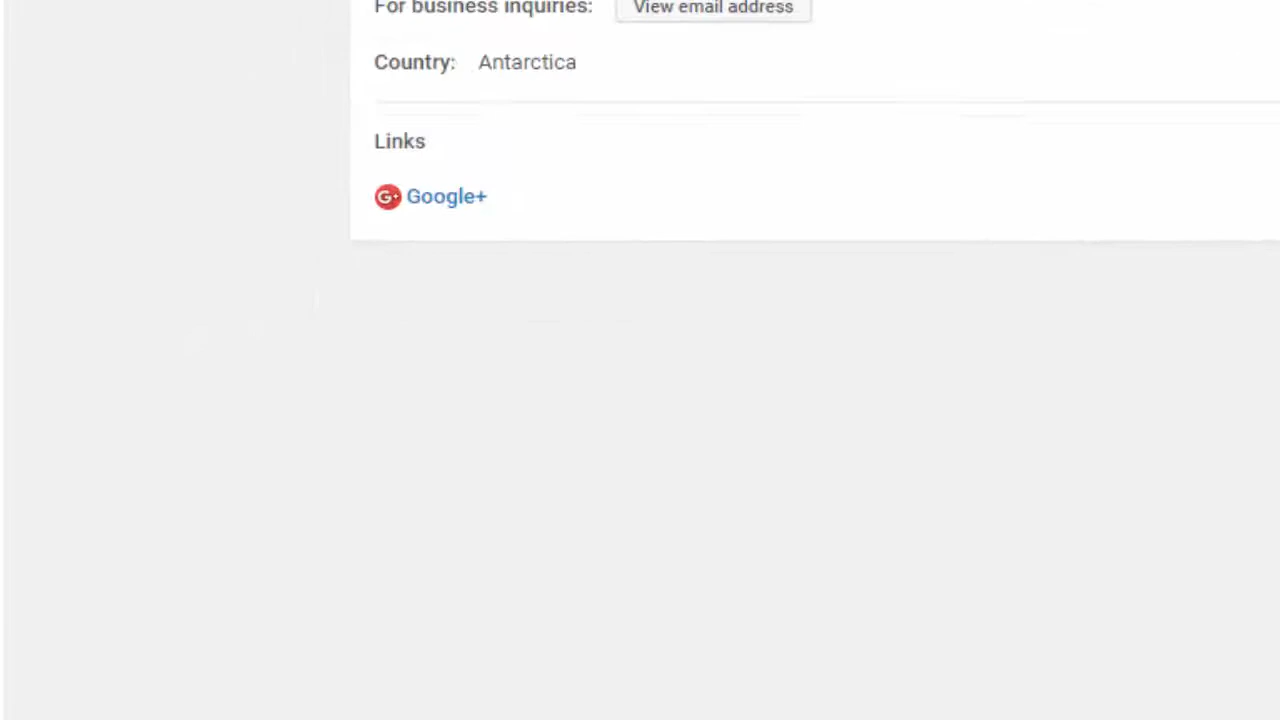 For business inquiries: View email address
Country: Antarctica
Links
G+ Google+